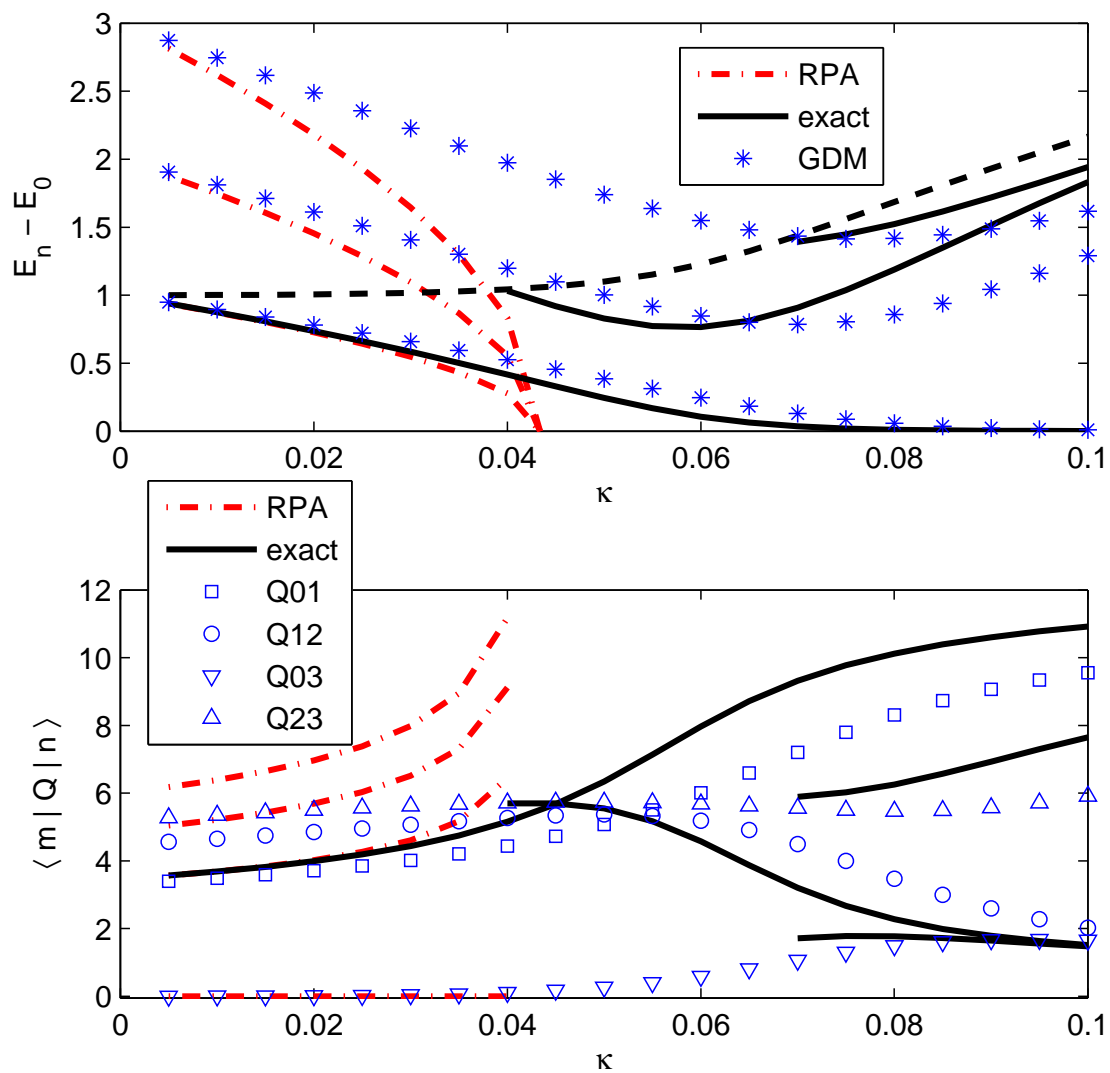 3
2.5
2
1.5
1
0.5
0
E_n − E_0
RPA
exact
GDM
0 0.02 0.04 0.06 0.08 0.1
κ
RPA
exact
Q01
Q12
Q03
Q23
12
10
8
6
4
2
0
⟨ m | Q | n ⟩
0 0.02 0.04 0.06 0.08 0.1
κ